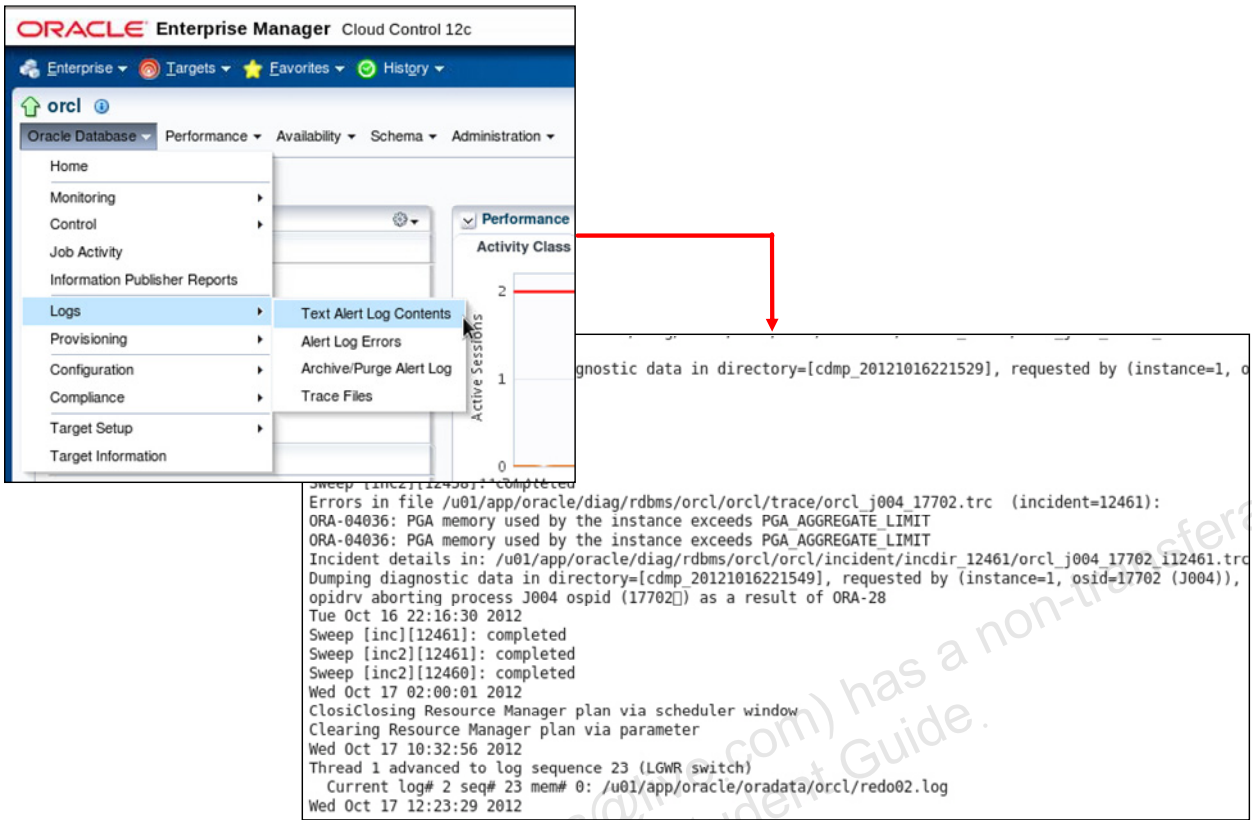 ORACLE Enterprise Manager Cloud Control 12c
Enterprise Targets Favorites History
orcl
Oracle Database Performance Availability Schema Administration
Home
Monitoring
Control
Job Activity
Information Publisher Reports
Logs
Provisioning
Configuration
Compliance
Target Setup
Target Information
Text Alert Log Contents
Alert Log Errors
Archive/Purge Alert Log
Trace Files
Performance
Activity Class
Active Sessions
2
1
0
gnostic data in directory=[cdmp_20121016221529], requested by (instance=1, o
Sweep [inc2][12458]: completed
Errors in file /u01/app/oracle/diag/rdbms/orcl/orcl/trace/orcl_j004_17702.trc (incident=12461):
ORA-04036: PGA memory used by the instance exceeds PGA_AGGREGATE_LIMIT
ORA-04036: PGA memory used by the instance exceeds PGA_AGGREGATE_LIMIT
Incident details in: /u01/app/oracle/diag/rdbms/orcl/orcl/incident/incdir_12461/orcl_j004_17702_i12461.trc
Dumping diagnostic data in directory=[cdmp_20121016221549], requested by (instance=1, osid=17702 (J004)),
opidrv aborting process J004 ospid (17702▯) as a result of ORA-28
Tue Oct 16 22:16:30 2012
Sweep [inc][12461]: completed
Sweep [inc2][12461]: completed
Sweep [inc2][12460]: completed
Wed Oct 17 02:00:01 2012
ClosiClosing Resource Manager plan via scheduler window
Clearing Resource Manager plan via parameter
Wed Oct 17 10:32:56 2012
Thread 1 advanced to log sequence 23 (LGWR switch)
Current log# 2 seq# 23 mem# 0: /u01/app/oracle/oradata/orcl/redo02.log
Wed Oct 17 12:23:29 2012
com) has a non-transfera
Guide.